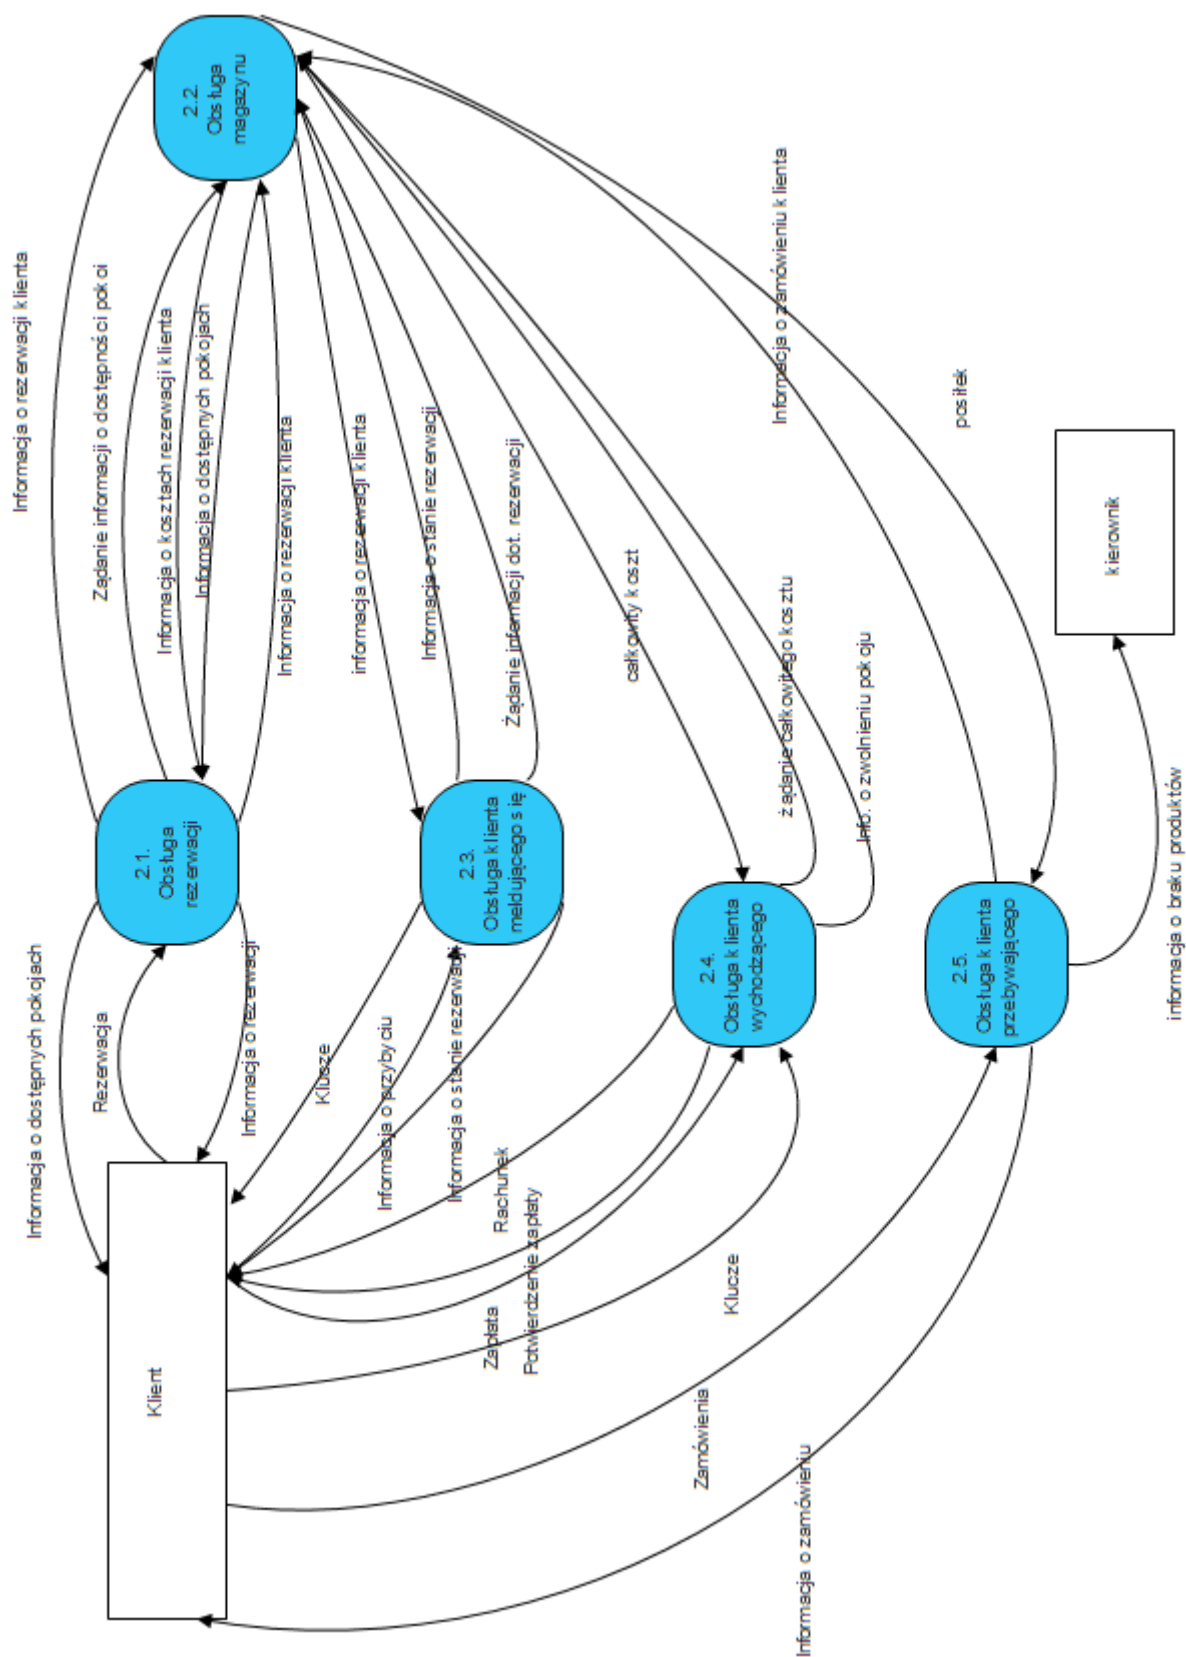 Informacja o rezerwacji klienta
Żądanie informacji o dostępności pokoi
Informacja o kosztach rezerwacji klienta
Informacja o dostępnych pokojach
Informacja o rezerwacji klienta
informacja o rezerwacji klienta
Informacja o stanie rezerwacji
Żądanie informacji dot. rezerwacji
całkowity koszt
żądanie całkowitego kosztu
Info. o zwolnieniu pokoju
Informacja o zamówieniu klienta
posiłek
2.2.
Obsługa
magazynu
2.1.
Obsługa
rezerwacji
2.3.
Obsługa klienta
meldującego się
2.4.
Obsługa klienta
wychodzącego
2.5.
Obsługa klienta
przebywającego
kierownik
informacja o braku produktów
Informacja o dostępnych pokojach
Rezerwacja
Informacja o rezerwacji
Klucze
Informacja o przybyciu
Informacja o stanie rezerwacji
Rachunek
Zapłata
Potwierdzenie zapłaty
Klucze
Zamówienia
Informacja o zamówieniu
Klient